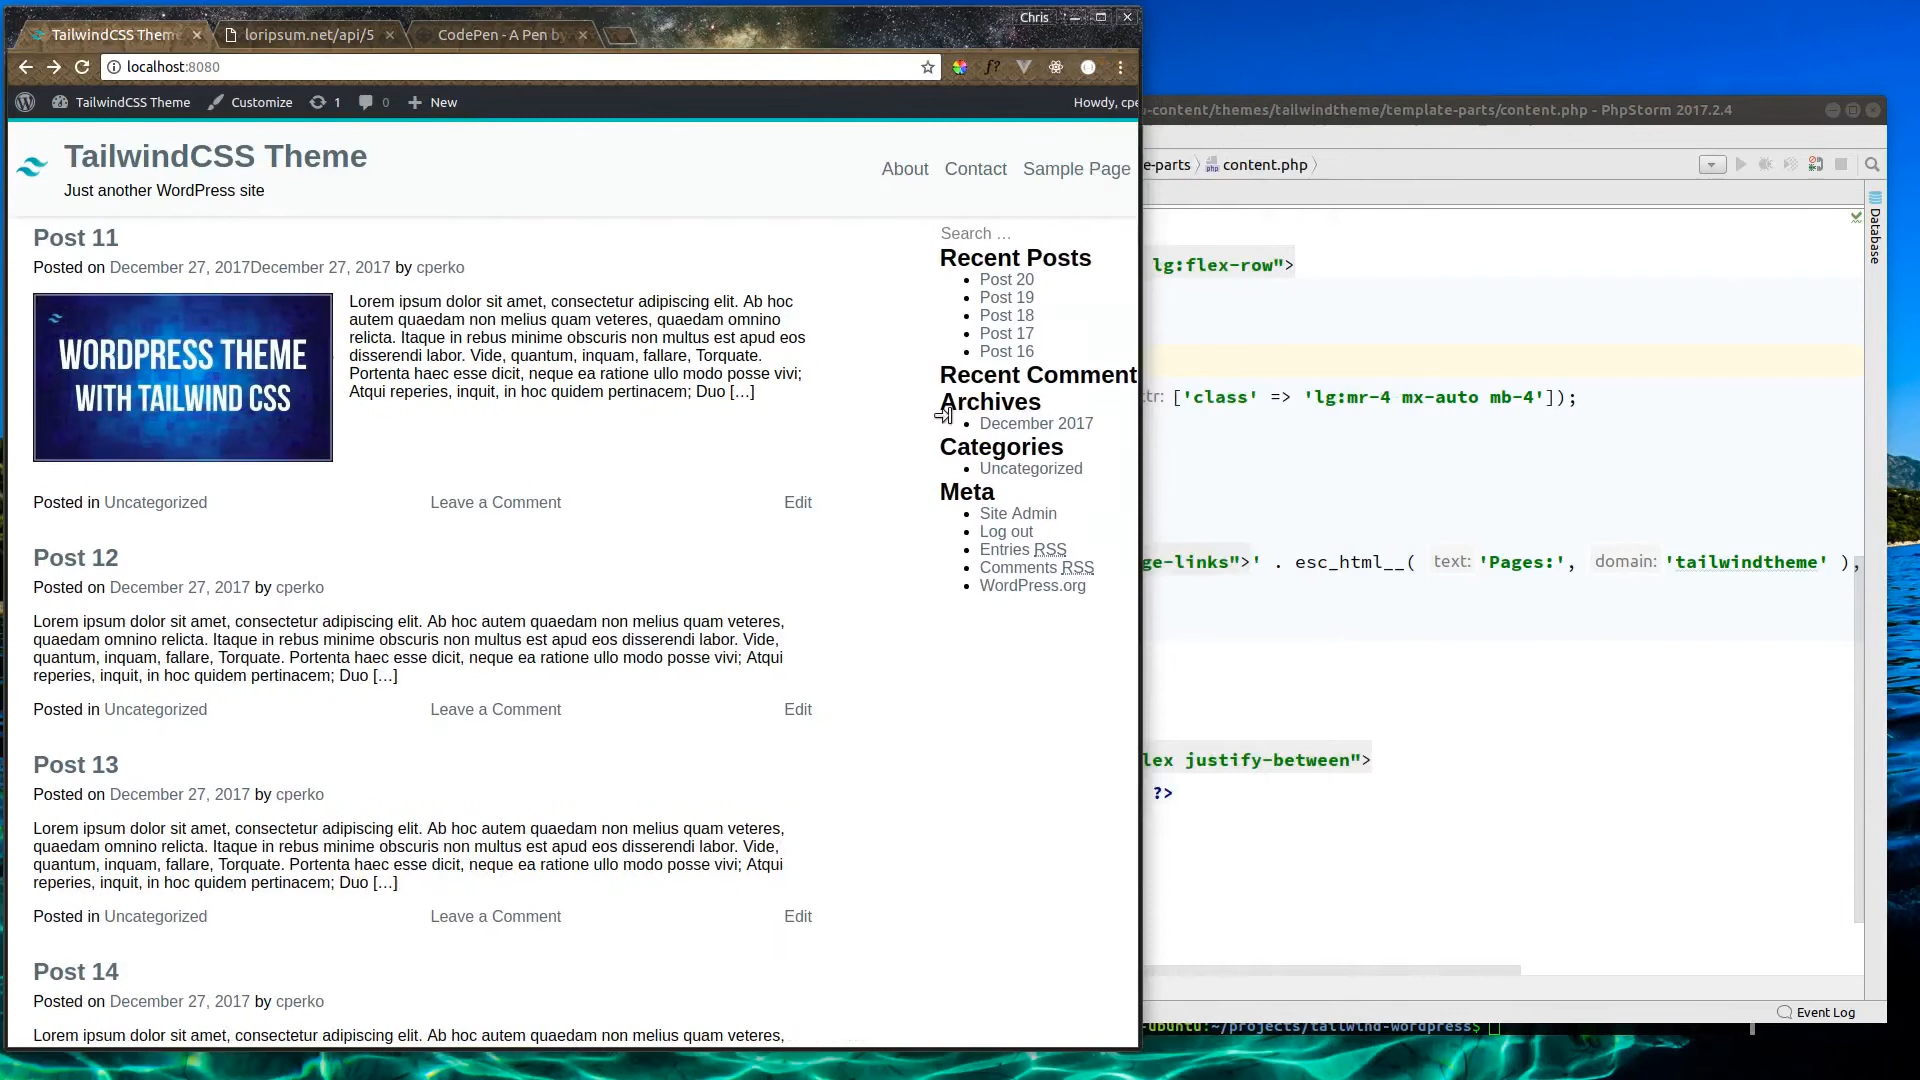 Chris
TailwindCSS Theme
loripsum.net/api/5
CodePen - A Pen by
localhost:8080
f?
TailwindCSS Theme
Customize
1
0
New
Howdy, cpe
TailwindCSS Theme
Just another WordPress site
About
Contact
Sample Page
Post 11
Posted on December 27, 2017December 27, 2017 by cperko
WORDPRESS THEME
WITH TAILWIND CSS
Lorem ipsum dolor sit amet, consectetur adipiscing elit. Ab hoc
autem quaedam non melius quam veteres, quaedam omnino
relicta. Itaque in rebus minime obscuris non multus est apud eos
disserendi labor. Vide, quantum, inquam, fallare, Torquate.
Portenta haec esse dicit, neque ea ratione ullo modo posse vivi;
Atqui reperies, inquit, in hoc quidem pertinacem; Duo […]
Posted in Uncategorized
Leave a Comment
Edit
Post 12
Posted on December 27, 2017 by cperko
Lorem ipsum dolor sit amet, consectetur adipiscing elit. Ab hoc autem quaedam non melius quam veteres,
quaedam omnino relicta. Itaque in rebus minime obscuris non multus est apud eos disserendi labor. Vide,
quantum, inquam, fallare, Torquate. Portenta haec esse dicit, neque ea ratione ullo modo posse vivi; Atqui
reperies, inquit, in hoc quidem pertinacem; Duo […]
Posted in Uncategorized
Leave a Comment
Edit
Post 13
Posted on December 27, 2017 by cperko
Lorem ipsum dolor sit amet, consectetur adipiscing elit. Ab hoc autem quaedam non melius quam veteres,
quaedam omnino relicta. Itaque in rebus minime obscuris non multus est apud eos disserendi labor. Vide,
quantum, inquam, fallare, Torquate. Portenta haec esse dicit, neque ea ratione ullo modo posse vivi; Atqui
reperies, inquit, in hoc quidem pertinacem; Duo […]
Posted in Uncategorized
Leave a Comment
Edit
Post 14
Posted on December 27, 2017 by cperko
Lorem ipsum dolor sit amet, consectetur adipiscing elit. Ab hoc autem quaedam non melius quam veteres,
Search …
Recent Posts
Post 20
Post 19
Post 18
Post 17
Post 16
Recent Comment
Archives
December 2017
Categories
Uncategorized
Meta
Site Admin
Log out
Entries RSS
Comments RSS
WordPress.org
-content/themes/tailwindtheme/template-parts/content.php - PhpStorm 2017.2.4
e-parts
content.php
Database
lg:flex-row">
tr: ['class' => 'lg:mr-4 mx-auto mb-4']);
ge-links">' . esc_html__( text: 'Pages:', domain: 'tailwindtheme' ),
lex justify-between">
?>
Event Log
-ubuntu:~/projects/tailwind-wordpress$